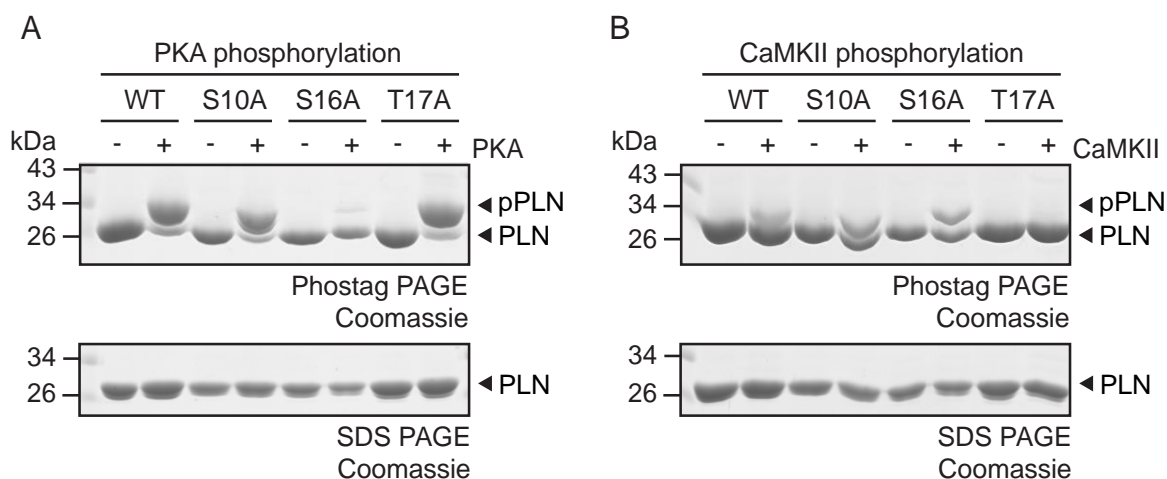 A
PKA phosphorylation
WT S10A S16A T17A
kDa - + - + - + - + PKA
43
34 pPLN
26 PLN
Phostag PAGE
Coomassie
34
26 PLN
SDS PAGE
Coomassie
B
CaMKII phosphorylation
WT S10A S16A T17A
kDa - + - + - + - + CaMKII
43
34 pPLN
26 PLN
Phostag PAGE
Coomassie
34
26 PLN
SDS PAGE
Coomassie